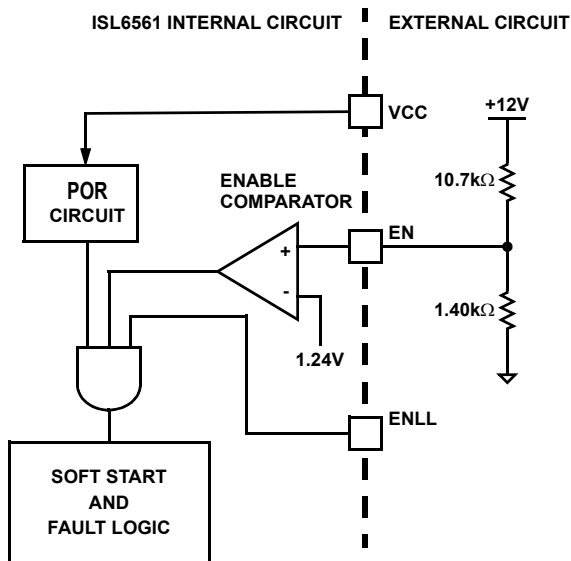 ISL6561 INTERNAL CIRCUIT
EXTERNAL CIRCUIT
VCC
+12V
POR
CIRCUIT
ENABLE
COMPARATOR
10.7kΩ
EN
+
-
1.40kΩ
1.24V
ENLL
SOFT START
AND
FAULT LOGIC